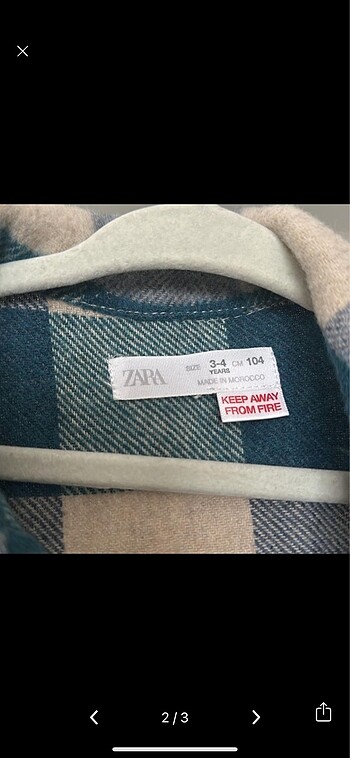 ZARA
SIZE 3-4 YEARS CM 104
MADE IN MOROCCO
KEEP AWAY
FROM FIRE
2/3